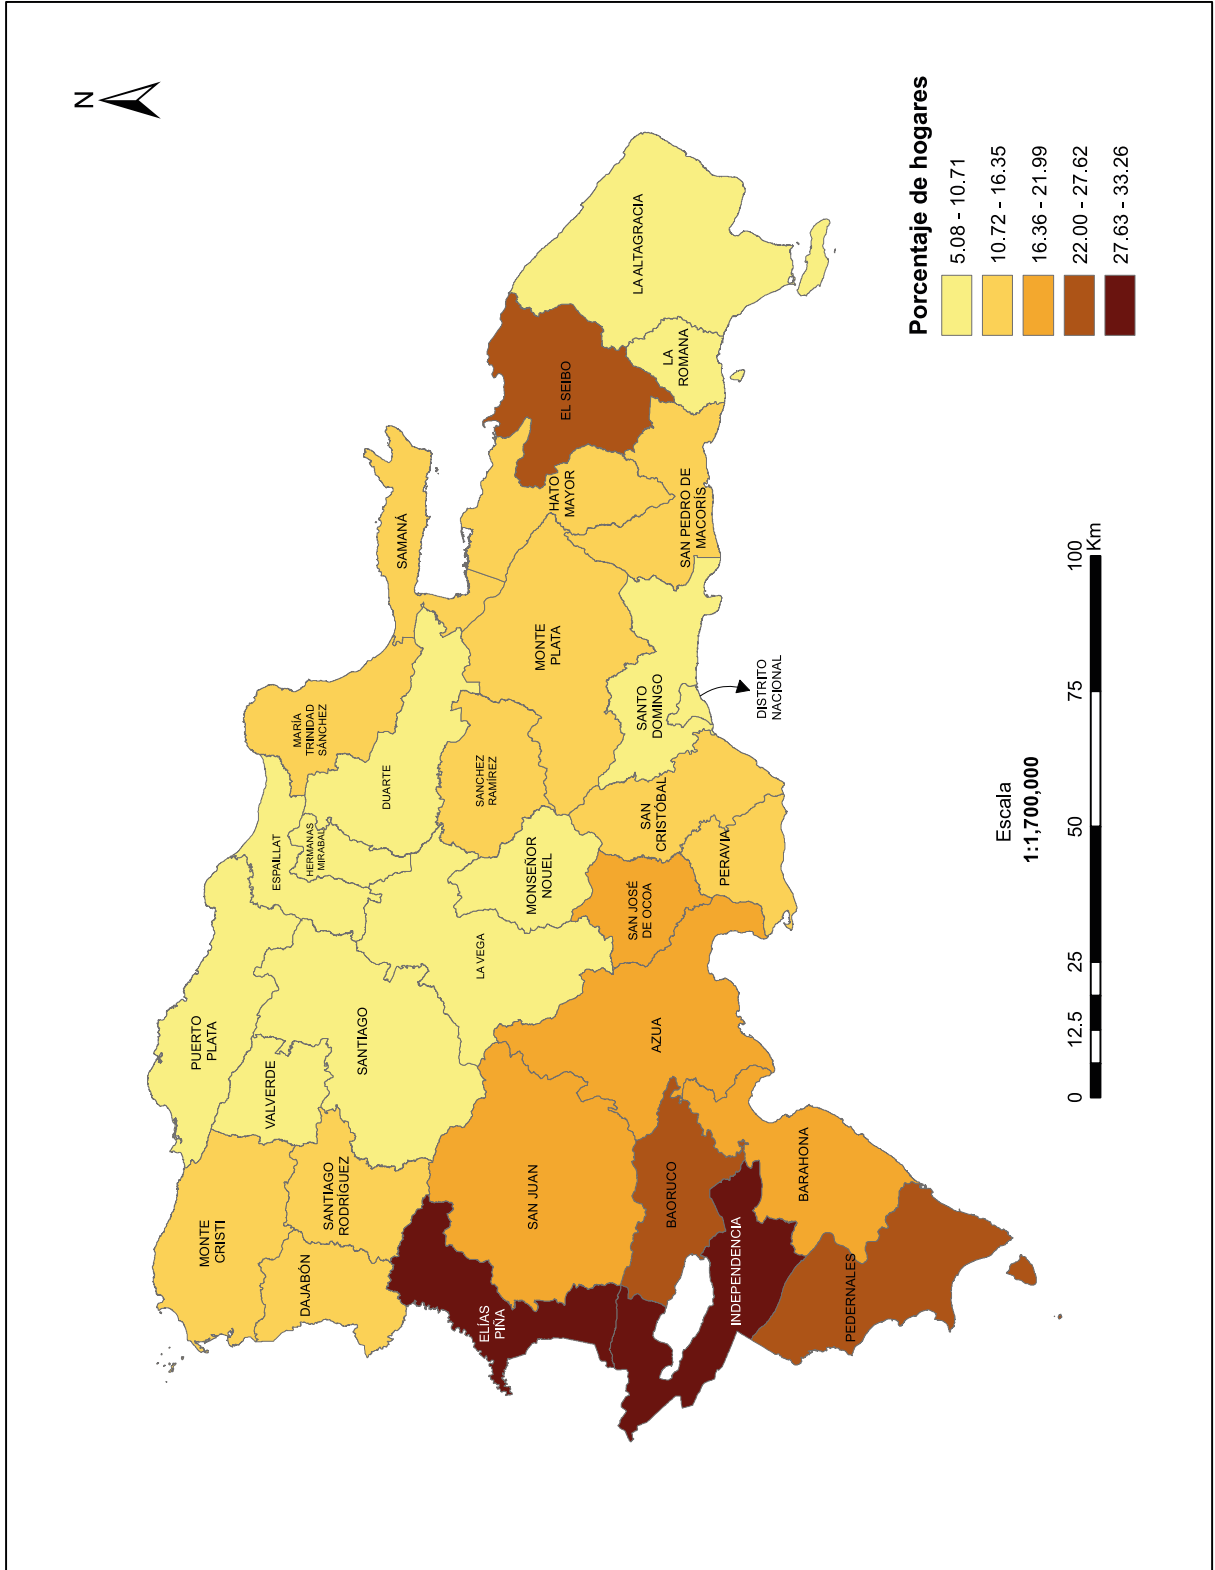 N
PUERTO
PLATA
ESPAILLAT
MONTE
CRISTI
VALVERDE
HERMANAS
MIRABAL
MARÍA
TRINIDAD
SÁNCHEZ
DAJABÓN
SANTIAGO
RODRÍGUEZ
SANTIAGO
DUARTE
SAMANÁ
ELÍAS
PIÑA
SAN JUAN
LA VEGA
SANCHEZ
RAMÍREZ
MONSEÑOR
NOUEL
MONTE
PLATA
HATO
MAYOR
EL SEIBO
LA ALTAGRACIA
BAORUCO
AZUA
SAN JOSÉ
DE OCOA
SAN
CRISTÓBAL
SANTO
DOMINGO
SAN PEDRO DE
MACORÍS
LA
ROMANA
INDEPENDENCIA
PERAVIA
DISTRITO
NACIONAL
BARAHONA
PEDERNALES
Porcentaje de hogares
5.08 - 10.71
10.72 - 16.35
16.36 - 21.99
22.00 - 27.62
27.63 - 33.26
Escala
1:1,700,000
0 12.5 25 50 75 100
Km